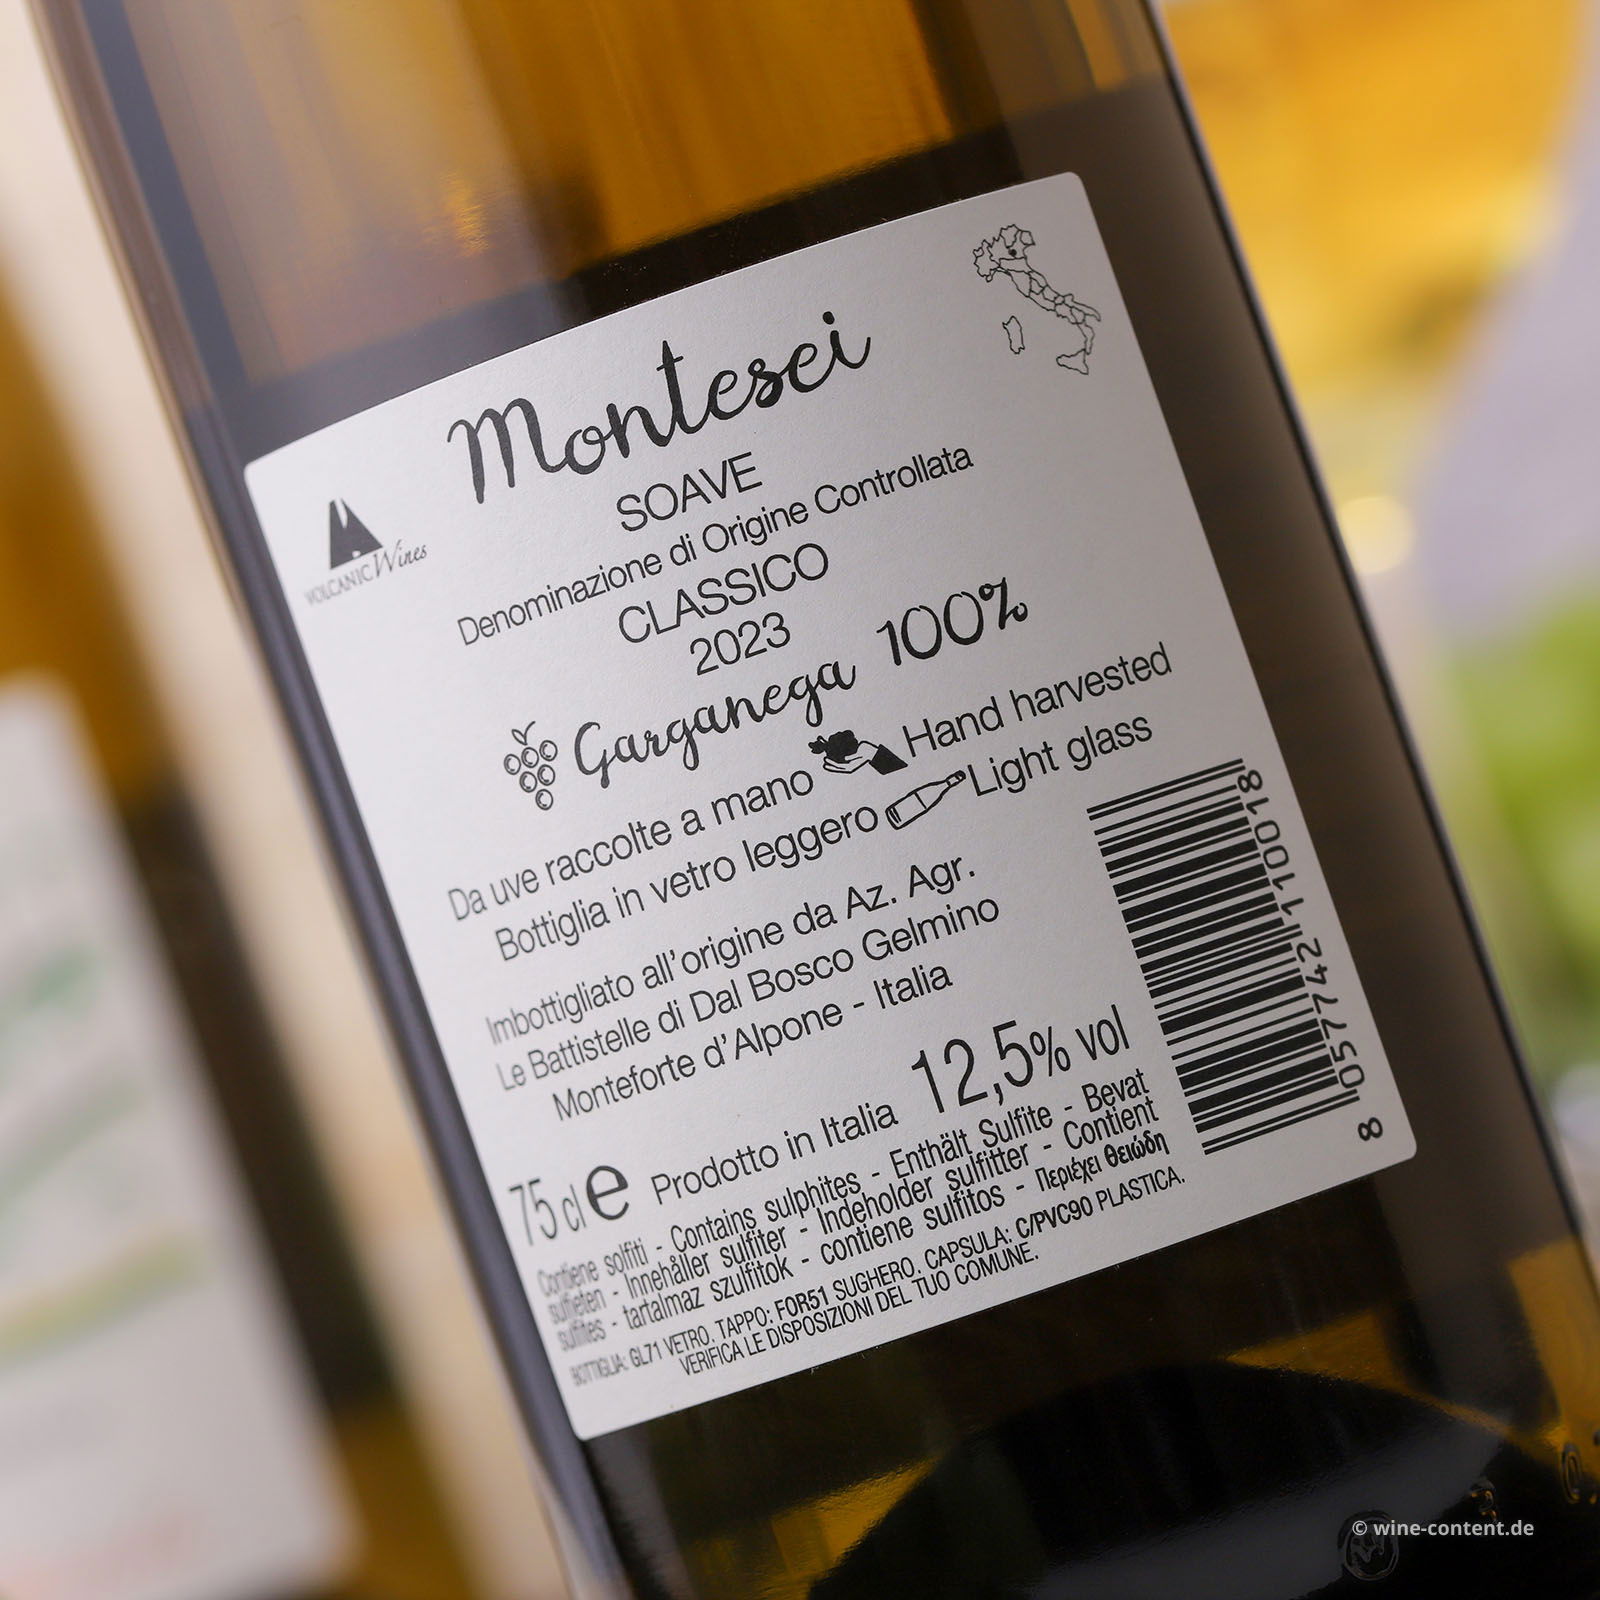 Montesei
SOAVE
Denominazione di Origine Controllata
CLASSICO
2023
VOLCANIC Wines
Garganega 100%
Da uve raccolte a mano Hand harvested
Bottiglia in vetro leggero Light glass
Imbottigliato all'origine da Az. Agr.
Le Battistelle di Dal Bosco Gelmino
Monteforte d'Alpone - Italia
75 cl e Prodotto in Italia 12,5% vol
Contiene solfiti - Contains sulphites - Enthält Sulfite - Bevat
sulfieten - Innehåller sulfiter - Indeholder sulfitter - Contient
sulfites - tartalmaz szulfitok - contiene sulfitos - Περιέχει θειώδη
BOTTIGLIA: GL71 VETRO. TAPPO: FOR51 SUGHERO. CAPSULA: C/PVC90 PLASTICA.
VERIFICA LE DISPOSIZIONI DEL TUO COMUNE.
8 057742 110018
© wine-content.de